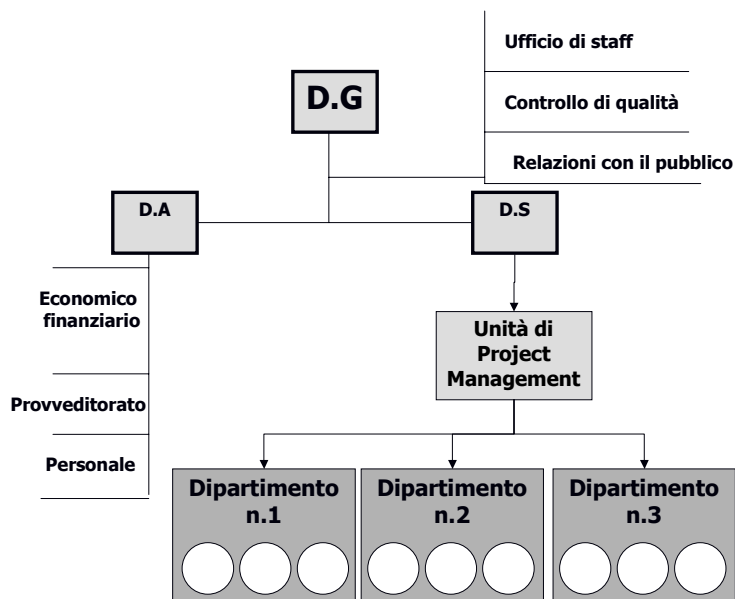 Ufficio di staff
D.G
Controllo di qualità
Relazioni con il pubblico
D.A
D.S
Economico
finanziario
Unità di
Project
Management
Provveditorato
Personale
Dipartimento
n.1
Dipartimento
n.2
Dipartimento
n.3